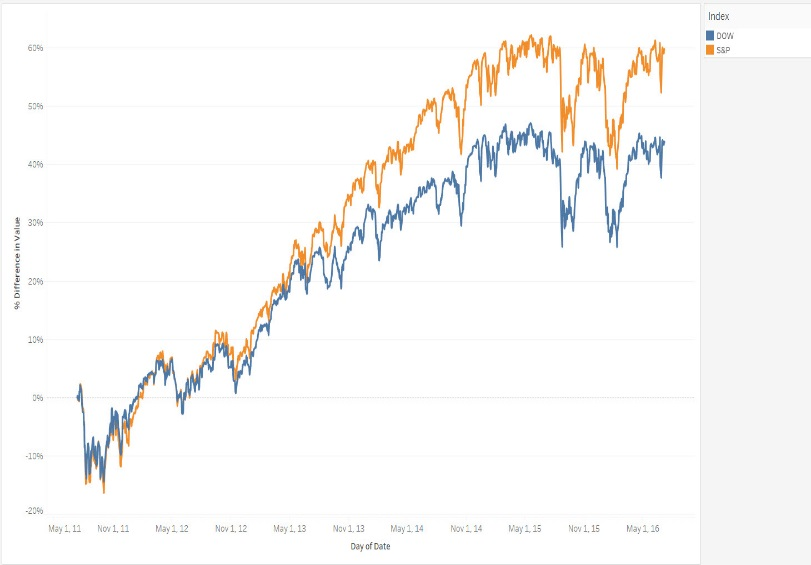 Index
DOW
S&P
60%
50%
40%
30%
20%
10%
0%
-10%
-20%
% Difference in Value
May 1, 11 Nov 1, 11 May 1, 12 Nov 1, 12 May 1, 13 Nov 1, 13 May 1, 14 Nov 1, 14 May 1, 15 Nov 1, 15 May 1, 16
Day of Date